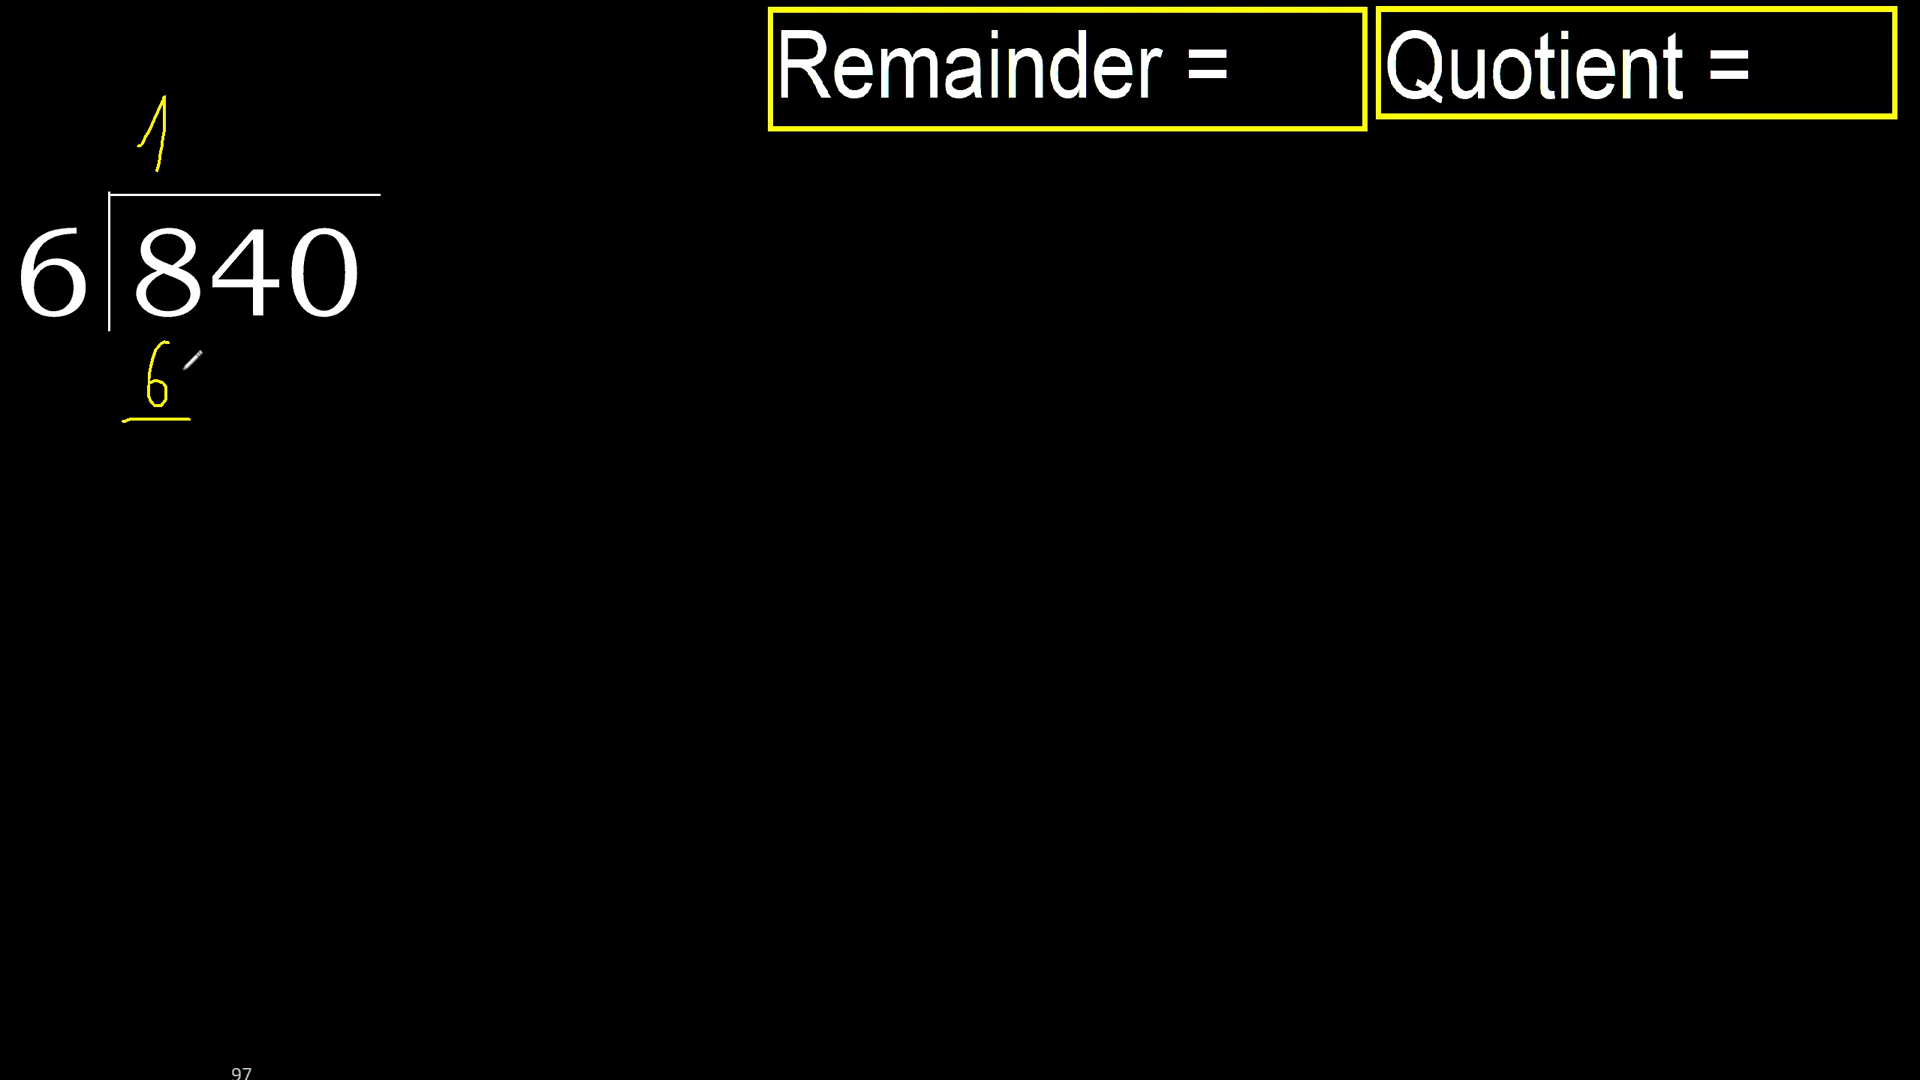 Remainder = Quotient =
1
6 840
6
97